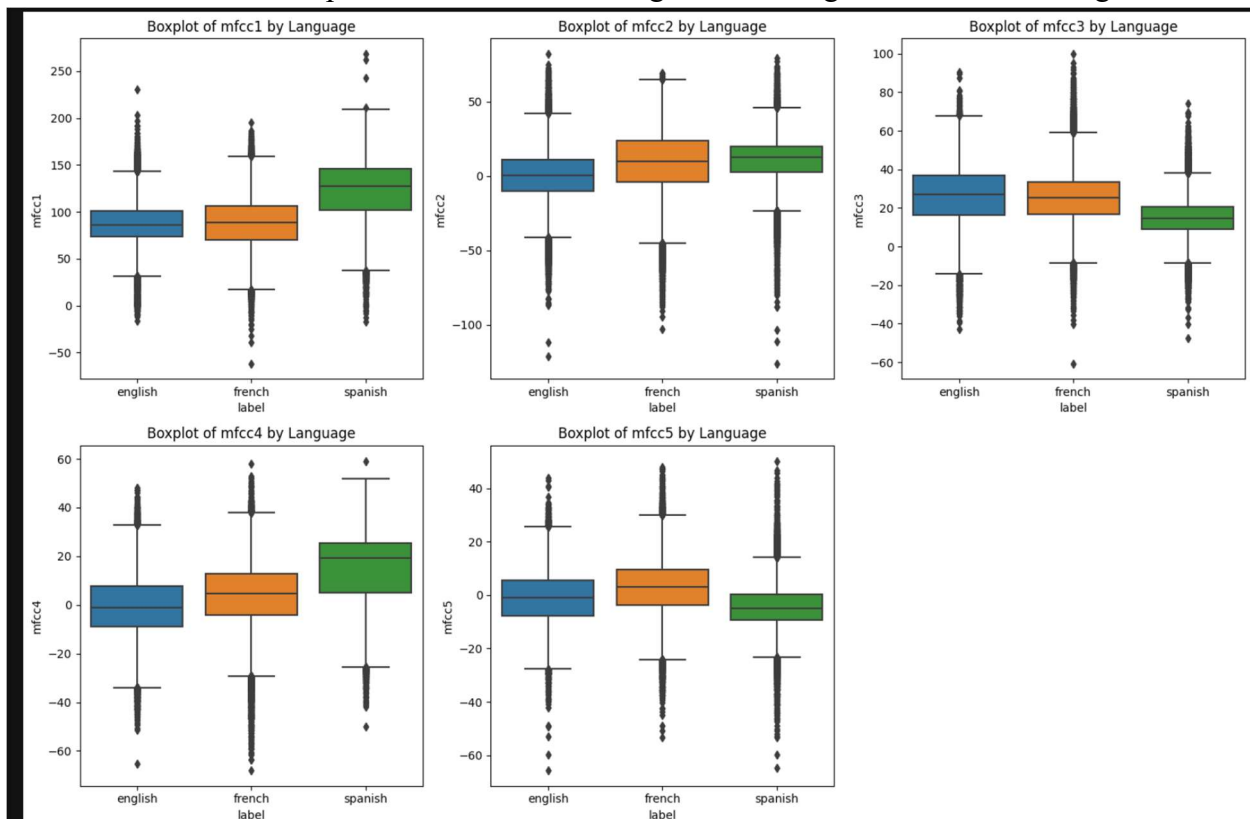 Boxplot of mfcc1 by Language
mfcc1
250
200
150
100
50
0
−50
english french spanish
label
Boxplot of mfcc2 by Language
mfcc2
50
0
−50
−100
english french spanish
label
Boxplot of mfcc3 by Language
mfcc3
100
80
60
40
20
0
−20
−40
−60
english french spanish
label
Boxplot of mfcc4 by Language
mfcc4
60
40
20
0
−20
−40
−60
english french spanish
label
Boxplot of mfcc5 by Language
mfcc5
40
20
0
−20
−40
−60
english french spanish
label